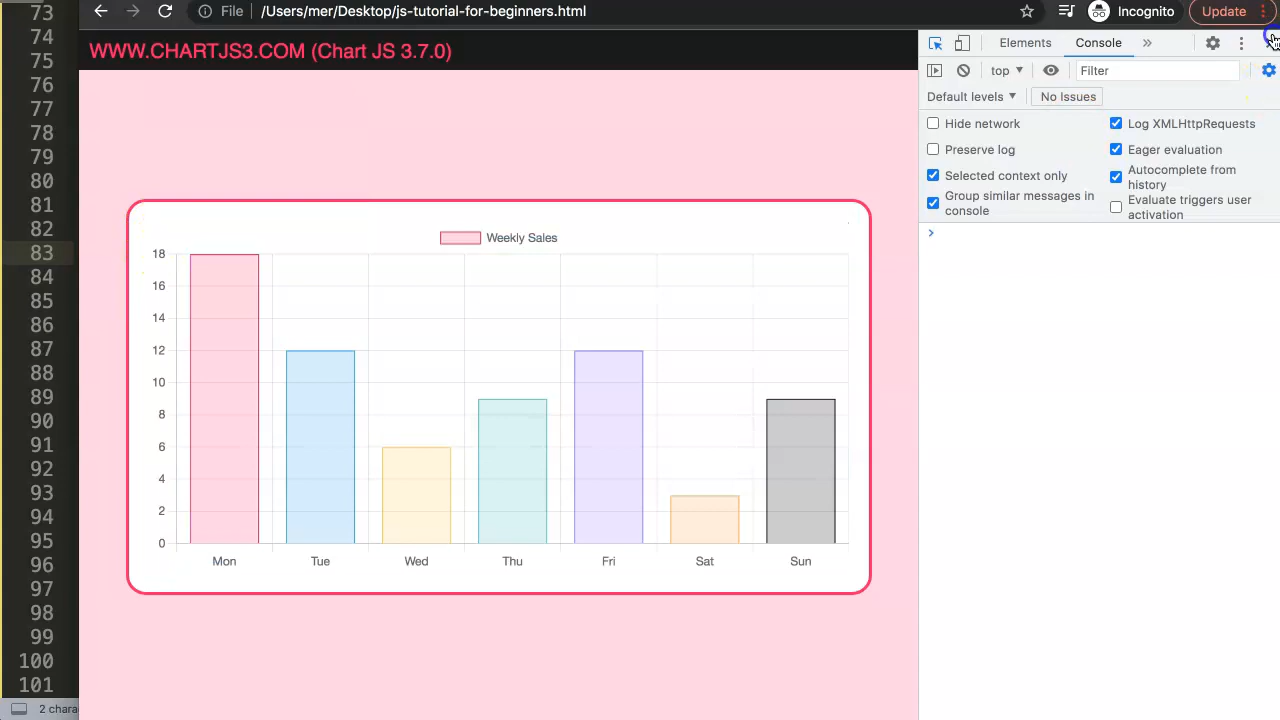 73
74
75
76
77
78
79
80
81
82
83
84
85
86
87
88
89
90
91
92
93
94
95
96
97
98
99
100
101
2 chara
File /Users/mer/Desktop/js-tutorial-for-beginners.html
Incognito
Update
WWW.CHARTJS3.COM (Chart JS 3.7.0)
Weekly Sales
18
16
14
12
10
8
6
4
2
0
Mon Tue Wed Thu Fri Sat Sun
Elements Console »
top Filter
Default levels No Issues
Hide network
Log XMLHttpRequests
Preserve log
Eager evaluation
Selected context only
Autocomplete from
history
Group similar messages in
console
Evaluate triggers user
activation